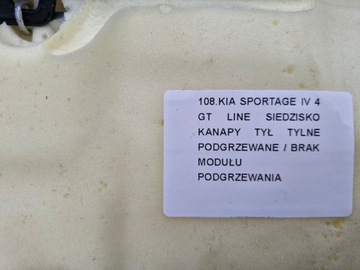 108.KIA SPORTAGE IV 4
GT LINE SIEDZISKO
KANAPY TYŁ TYLNE
PODGRZEWANE / BRAK
MODUŁU
PODGRZEWANIA